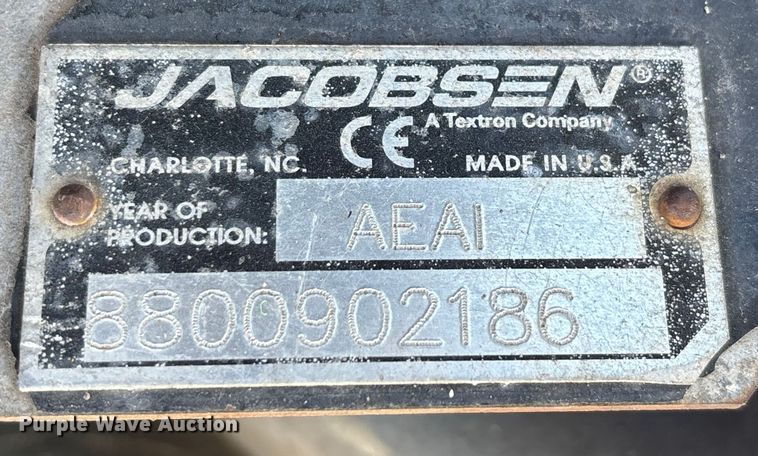 JACOBSEN®
A Textron Company
CE
CHARLOTTE, NC. MADE IN U.S.A.
YEAR OF PRODUCTION: AEAI
8800902186
Purple Wave Auction